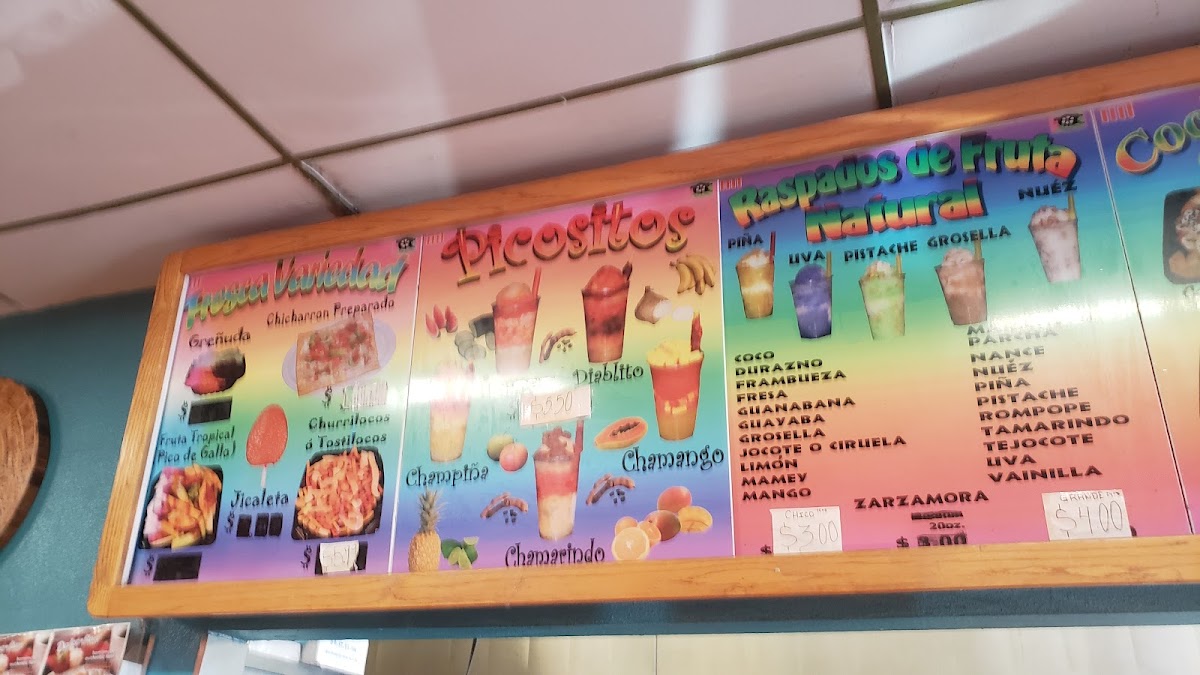 Fresca Variedad
Chicharron Preparado
Greñuda
$
$
Fruta Tropical
(Pico de Gallo)
Churrilocos
ó Tostilocos
Jicaleta
$
$
$
Picositos
Diablito
$5.50
Champiña
Chamango
Chamarindo
Raspados de Fruta
Natural
PIÑA
UVA
PISTACHE
GROSELLA
NUÉZ
COCO
DURAZNO
FRAMBUEZA
FRESA
GUANABANA
GUAYABA
GROSELLA
JOCOTE O CIRUELA
LIMÓN
MAMEY
MANGO
PARCHA
NANCE
NUÉZ
PIÑA
PISTACHE
ROMPOPE
TAMARINDO
TEJOCOTE
UVA
VAINILLA
ZARZAMORA
CHICO
$3.00
20oz.
$ 3.00
GRANDE
$4.00